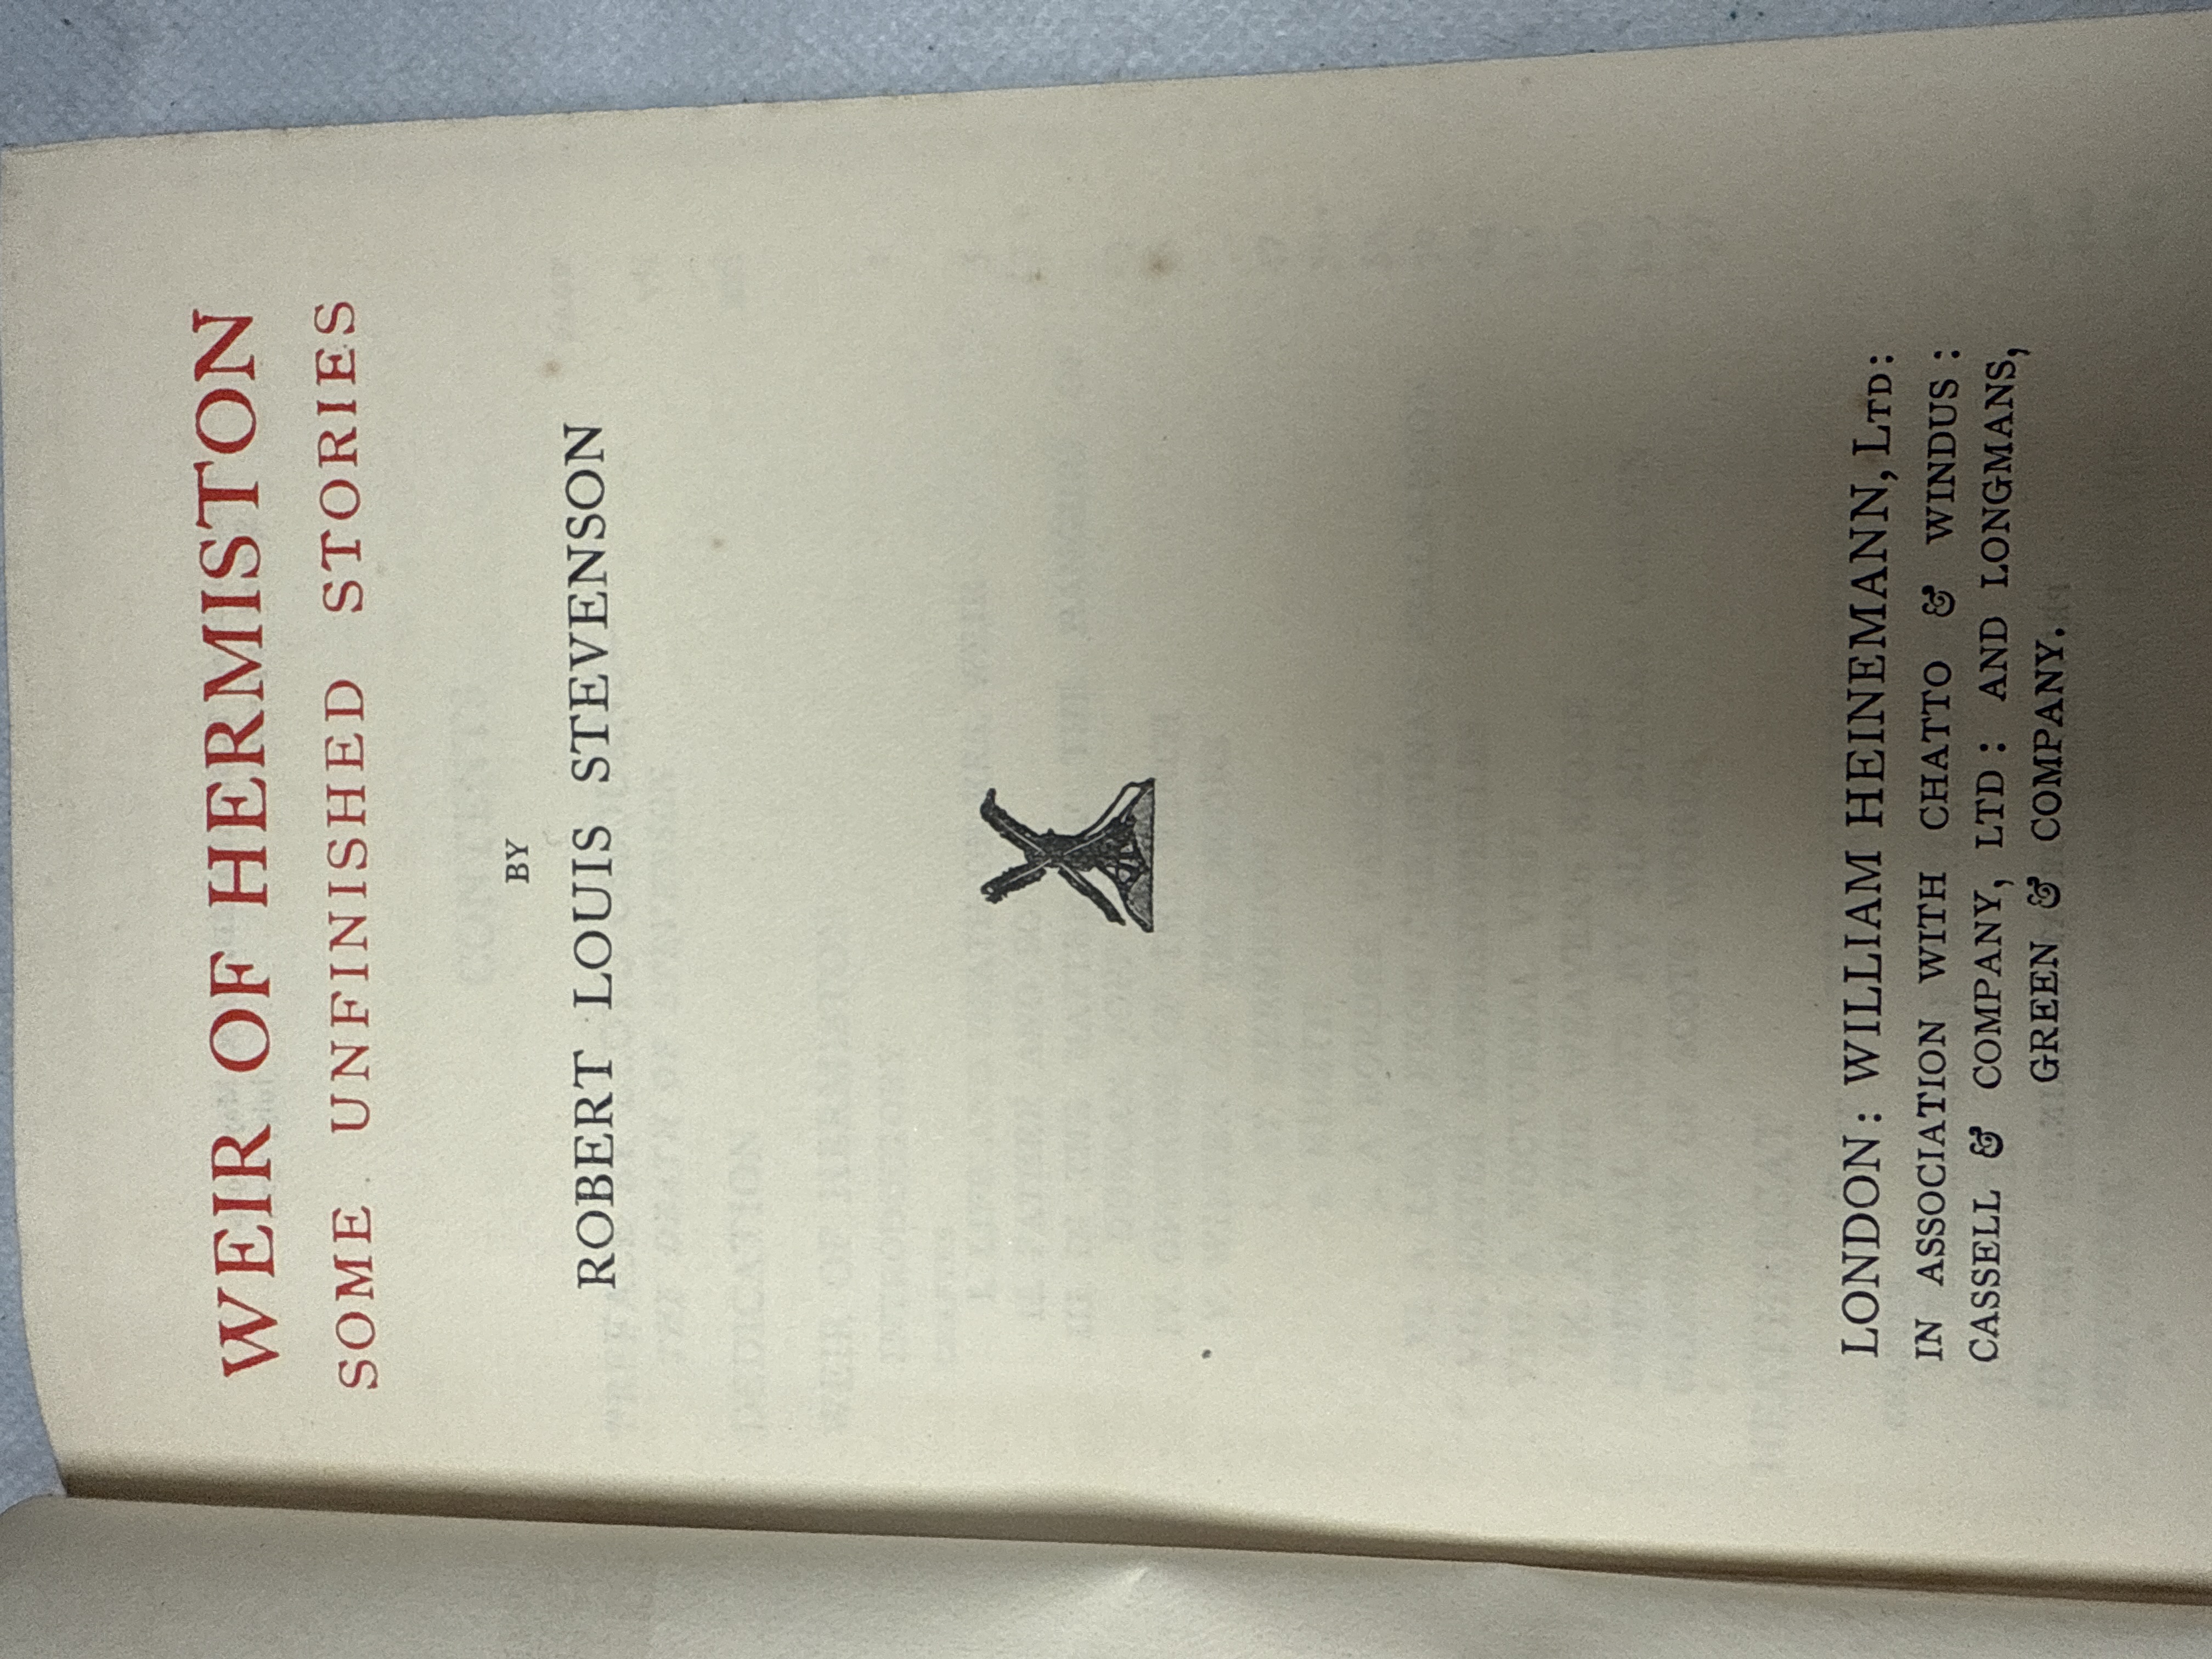 WEIR OF HERMISTON
SOME UNFINISHED STORIES
BY
ROBERT LOUIS STEVENSON
LONDON: WILLIAM HEINEMANN, LTD:
IN ASSOCIATION WITH CHATTO & WINDUS:
CASSELL & COMPANY, LTD: AND LONGMANS,
GREEN & COMPANY.